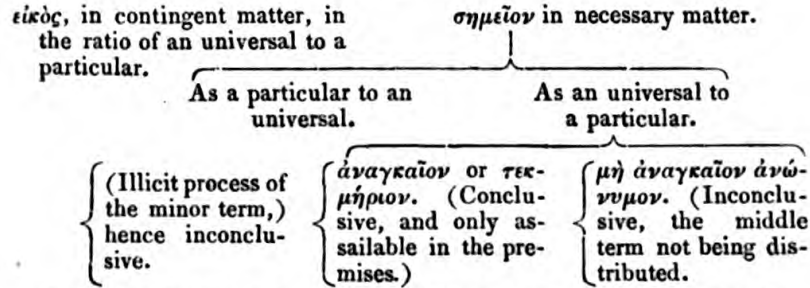 εἰκὸς, in contingent matter, in
the ratio of an universal to a
particular.
σημεῖον in necessary matter.
As a particular to an
universal.
As an universal to
a particular.
(Illicit process of
the minor term,)
hence inconclu-
sive.
ἀναγκαῖον or τεκ-
μήριον. (Conclu-
sive, and only as-
sailable in the pre-
mises.)
μὴ ἀναγκαῖον ἀνώ-
νυμον. (Inconclu-
sive, the middle
term not being dis-
tributed.